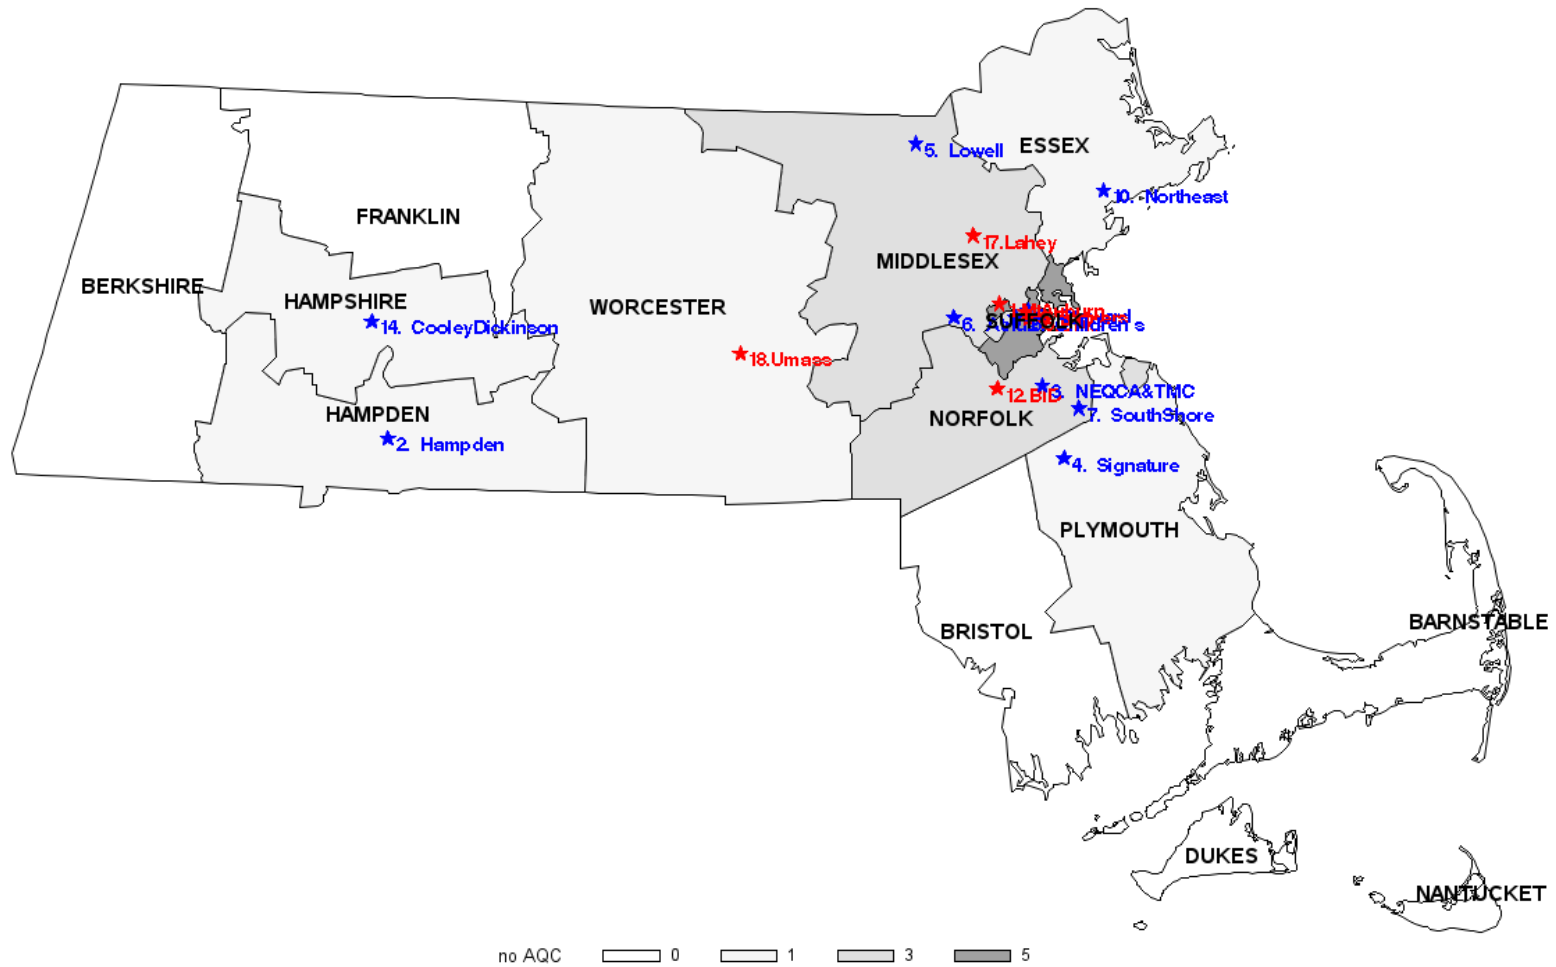 ESSEX
5. Lowell
10. Northeast
FRANKLIN
17.Lahey
MIDDLESEX
BERKSHIRE
HAMPSHIRE
WORCESTER
14. CooleyDickinson
SUFFOLK
6.
18.Umass
HAMPDEN
12.BID
3. NEQCA&TMC
NORFOLK
7. SouthShore
2. Hampden
4. Signature
PLYMOUTH
BRISTOL
BARNSTABLE
DUKES
NANTUCKET
no AQC 0 1 3 5